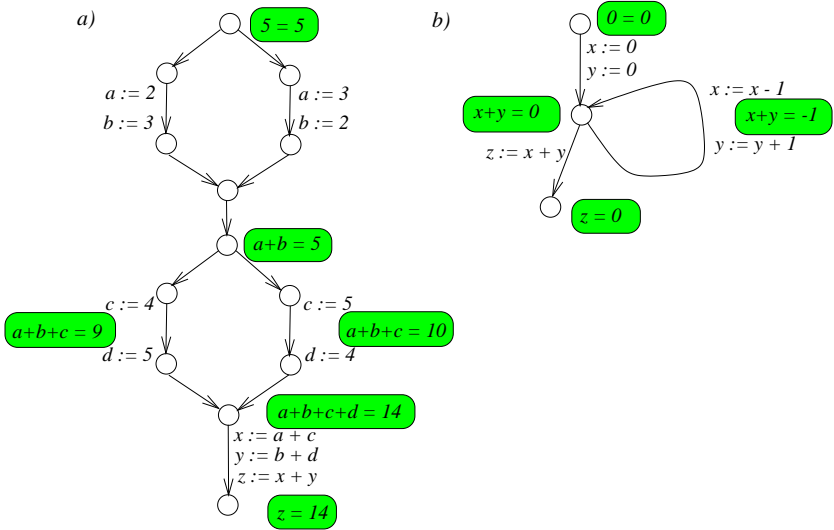 a)
5 = 5
a := 2
b := 3
a := 3
b := 2
a+b = 5
c := 4
c := 5
a+b+c = 9
a+b+c = 10
d := 5
d := 4
a+b+c+d = 14
x := a + c
y := b + d
z := x + y
z = 14
b)
0 = 0
x := 0
y := 0
x := x - 1
x+y = 0
x+y = -1
y := y + 1
z := x + y
z = 0